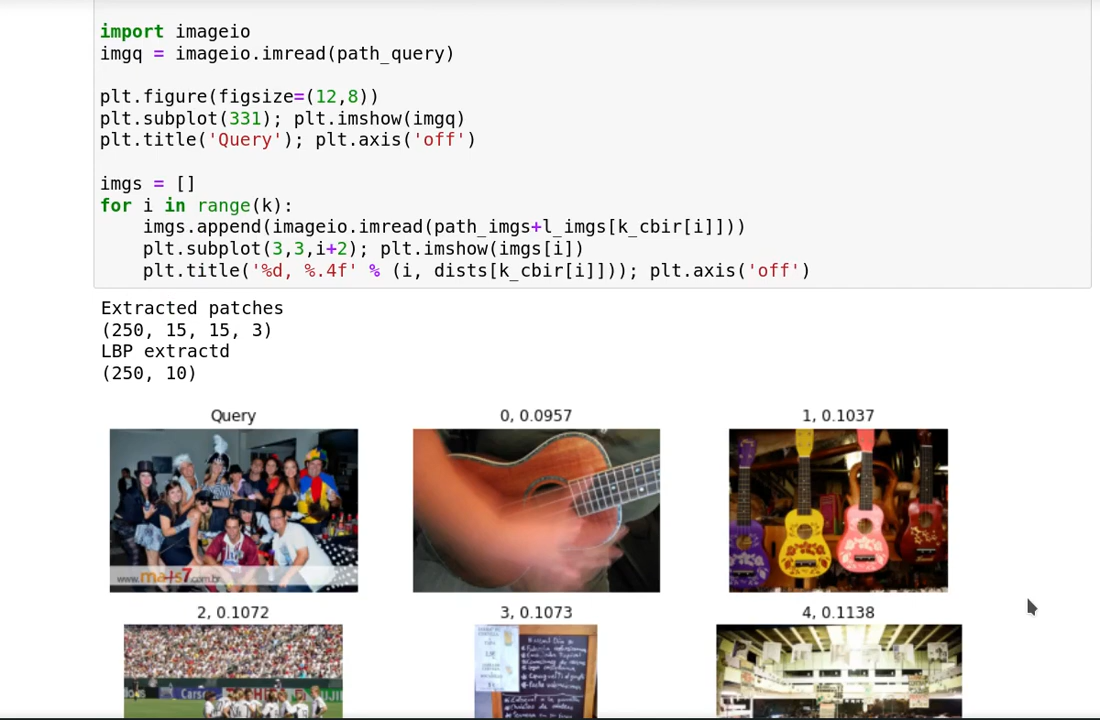 import imageio
imgq = imageio.imread(path_query)
plt.figure(figsize=(12,8))
plt.subplot(331); plt.imshow(imgq)
plt.title('Query'); plt.axis('off')
imgs = []
for i in range(k):
    imgs.append(imageio.imread(path_imgs+l_imgs[k_cbir[i]]))
    plt.subplot(3,3,i+2); plt.imshow(imgs[i])
    plt.title('%d, %.4f' % (i, dists[k_cbir[i]])); plt.axis('off')
Extracted patches
(250, 15, 15, 3)
LBP extractd
(250, 10)
Query
0, 0.0957
1, 0.1037
2, 0.1072
3, 0.1073
4, 0.1138